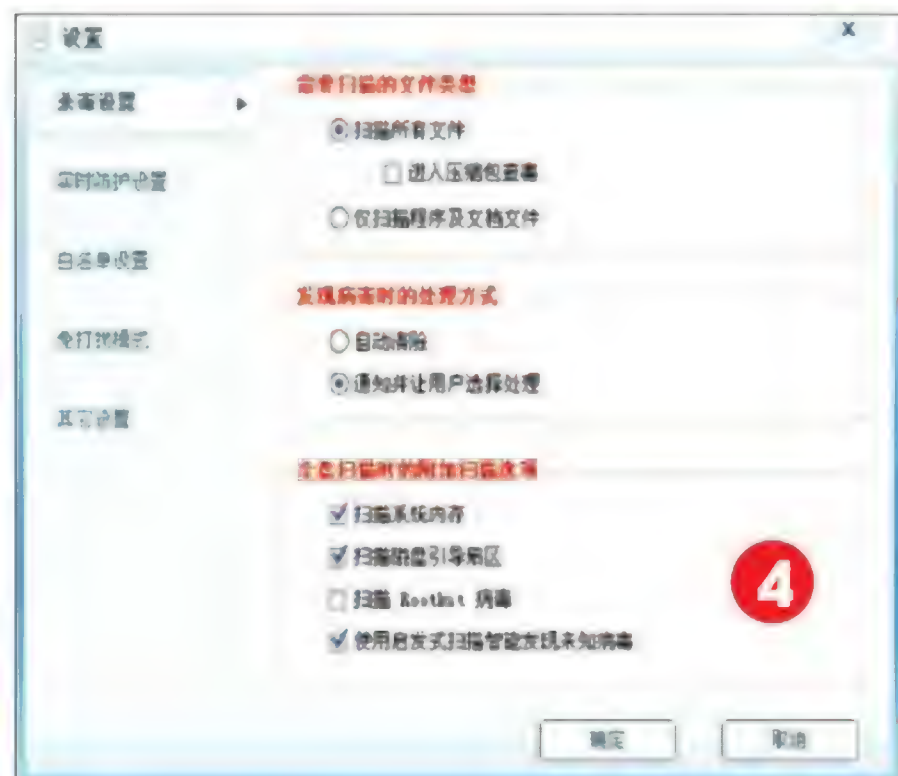 设置
X
杀毒设置
实时防护设置
白名单设置
免打扰模式
其它设置
需要扫描的文件类型
扫描所有文件
进入压缩包查毒
仅扫描程序及文档文件
发现病毒时的处理方式
自动清除
通知并让用户选择处理
全面扫描时的附加扫描选项
扫描系统内存
扫描磁盘引导扇区
扫描 Rootkit 病毒
使用启发式扫描智能发现未知病毒
4
确定
取消